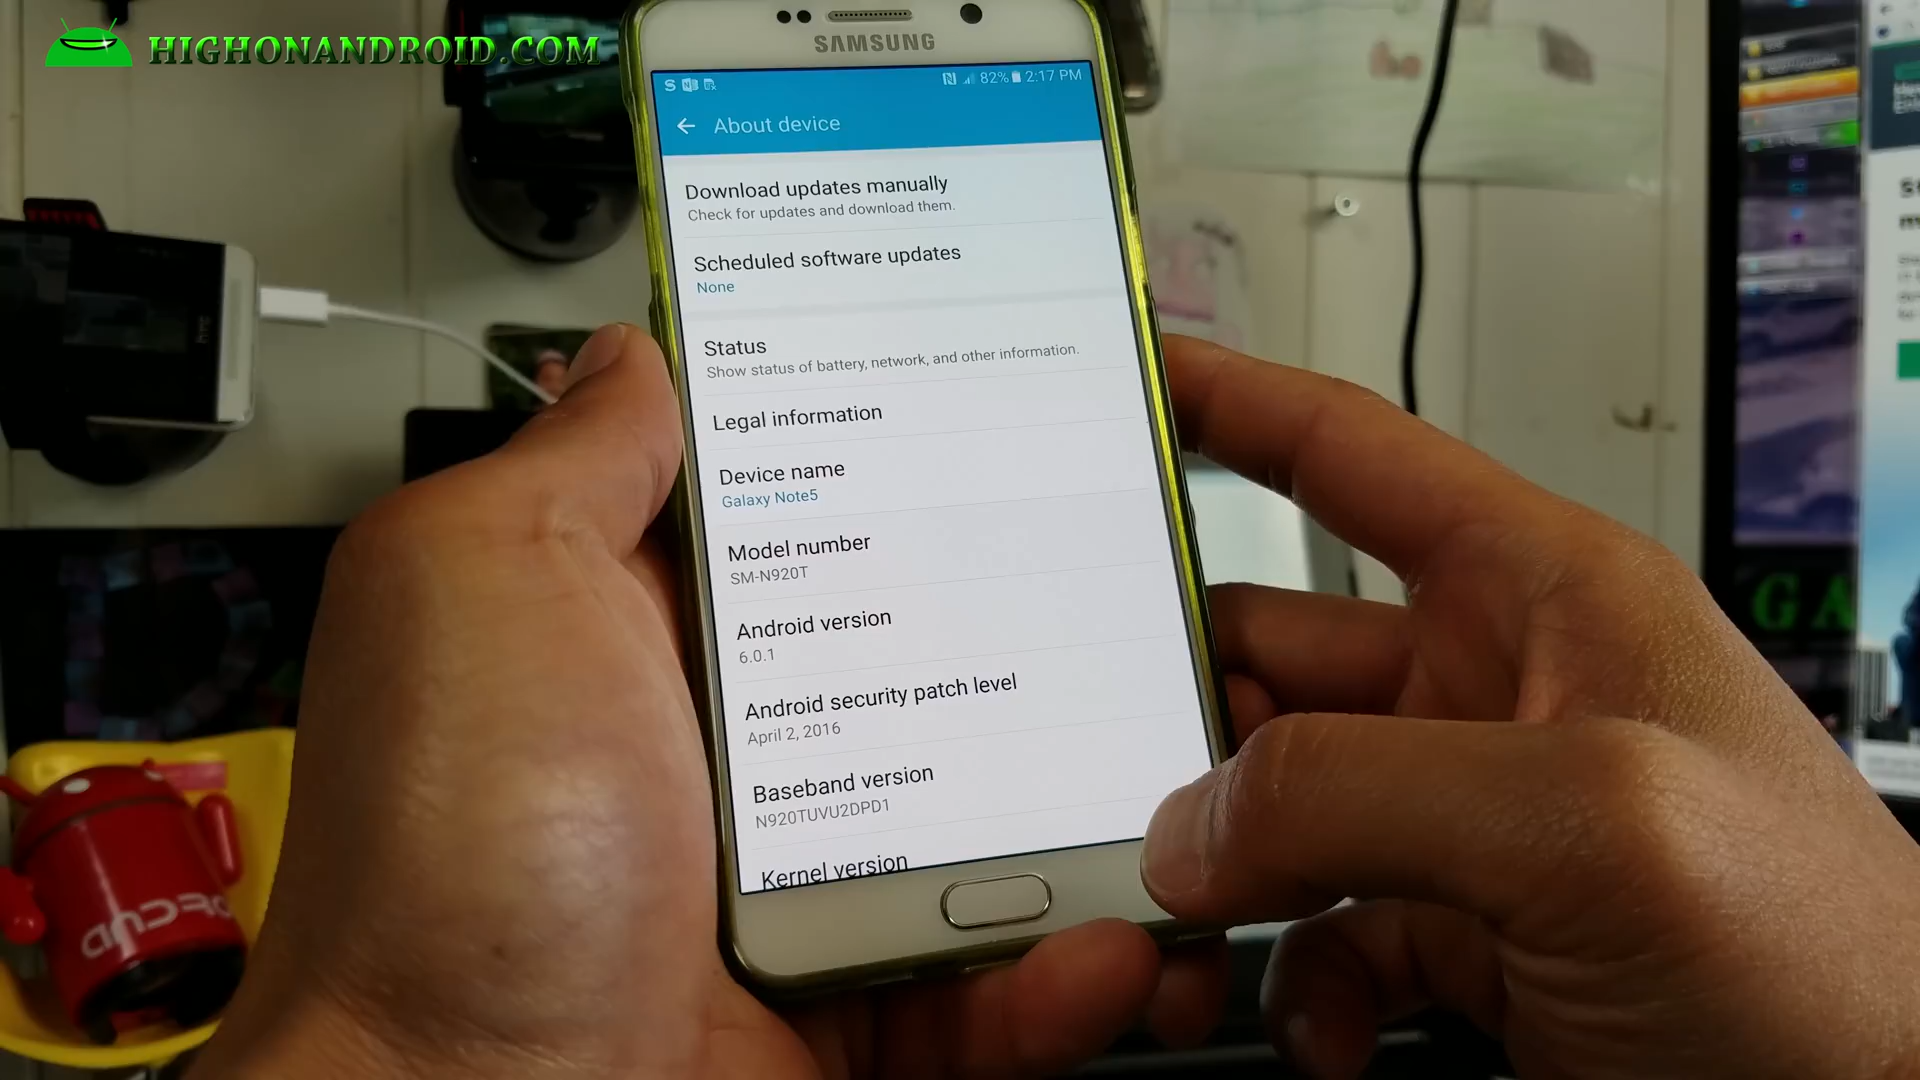 HIGHONANDROID.COM
SAMSUNG
82% 2:17 PM
About device
Download updates manually
Check for updates and download them.
Scheduled software updates
None
Status
Show status of battery, network, and other information.
Legal information
Device name
Galaxy Note5
Model number
SM-N920T
Android version
6.0.1
Android security patch level
April 2, 2016
Baseband version
N920TUVU2DPD1
Kernel version
hTC
GA